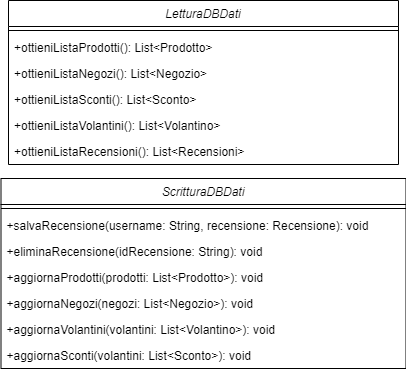 LetturaDBDati
+ottieniListaProdotti(): List<Prodotto>
+ottieniListaNegozi(): List<Negozio>
+ottieniListaSconti(): List<Sconto>
+ottieniListaVolantini(): List<Volantino>
+ottieniListaRecensioni(): List<Recensioni>
ScritturaDBDati
+salvaRecensione(username: String, recensione: Recensione): void
+eliminaRecensione(idRecensione: String): void
+aggiornaProdotti(prodotti: List<Prodotto>): void
+aggiornaNegozi(negozi: List<Negozio>): void
+aggiornaVolantini(volantini: List<Volantino>): void
+aggiornaSconti(volantini: List<Sconto>): void